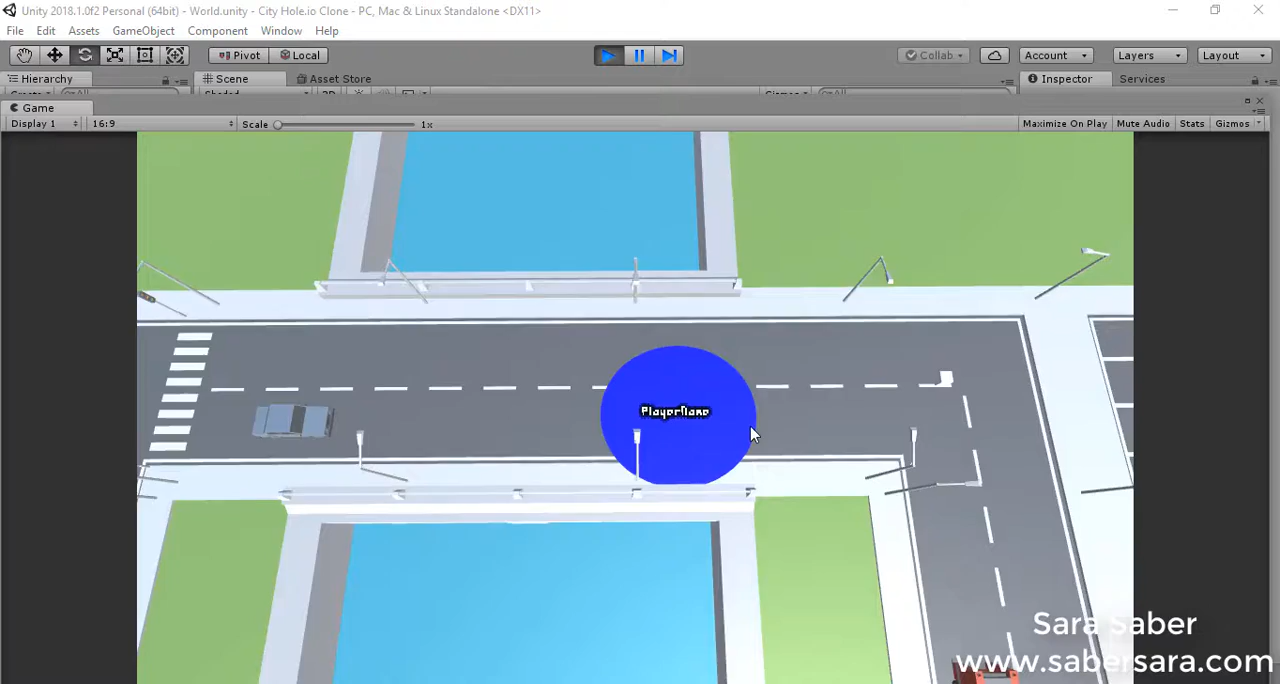 Unity 2018.1.0f2 Personal (64bit) - World.unity - City Hole.io Clone - PC, Mac & Linux Standalone <DX11>
File Edit Assets GameObject Component Window Help
Pivot Local Collab Account Layers Layout
Hierarchy Scene Asset Store Inspector Services
Game
Display 1 16:9 Scale 1x Maximize On Play Mute Audio Stats Gizmos
PlayerName
Sara Saber
www.sabersara.com